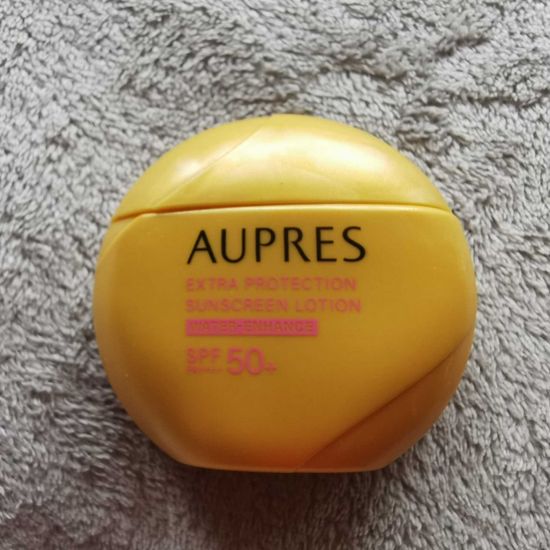 AUPRES
EXTRA PROTECTION
SUNSCREEN LOTION
WATER-ENHANCE
SPF 50+